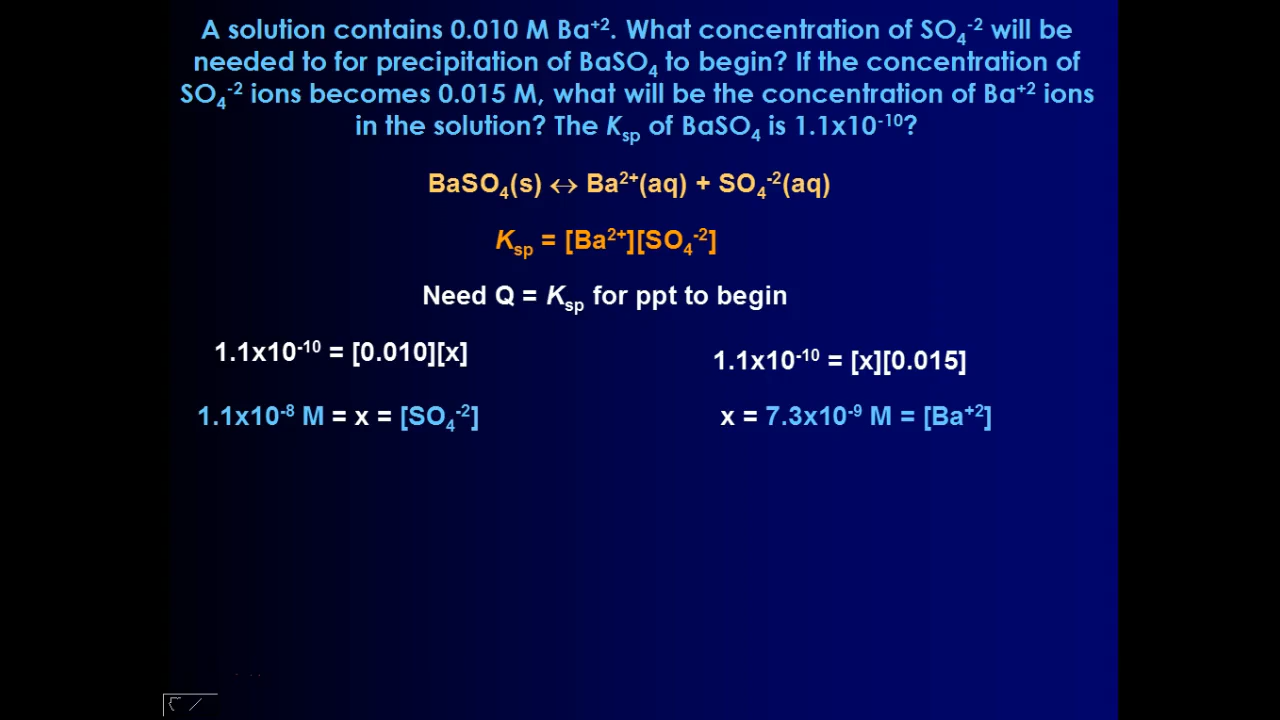 A solution contains 0.010 M Ba⁺². What concentration of SO₄⁻² will be
needed to for precipitation of BaSO₄ to begin? If the concentration of
SO₄⁻² ions becomes 0.015 M, what will be the concentration of Ba⁺² ions
in the solution? The Kₛₚ of BaSO₄ is 1.1x10⁻¹⁰?
BaSO₄(s) ↔ Ba²⁺(aq) + SO₄⁻²(aq)
Kₛₚ = [Ba²⁺][SO₄⁻²]
Need Q = Kₛₚ for ppt to begin
1.1x10⁻¹⁰ = [0.010][x]
1.1x10⁻⁸ M = x = [SO₄⁻²]
1.1x10⁻¹⁰ = [x][0.015]
x = 7.3x10⁻⁹ M = [Ba⁺²]